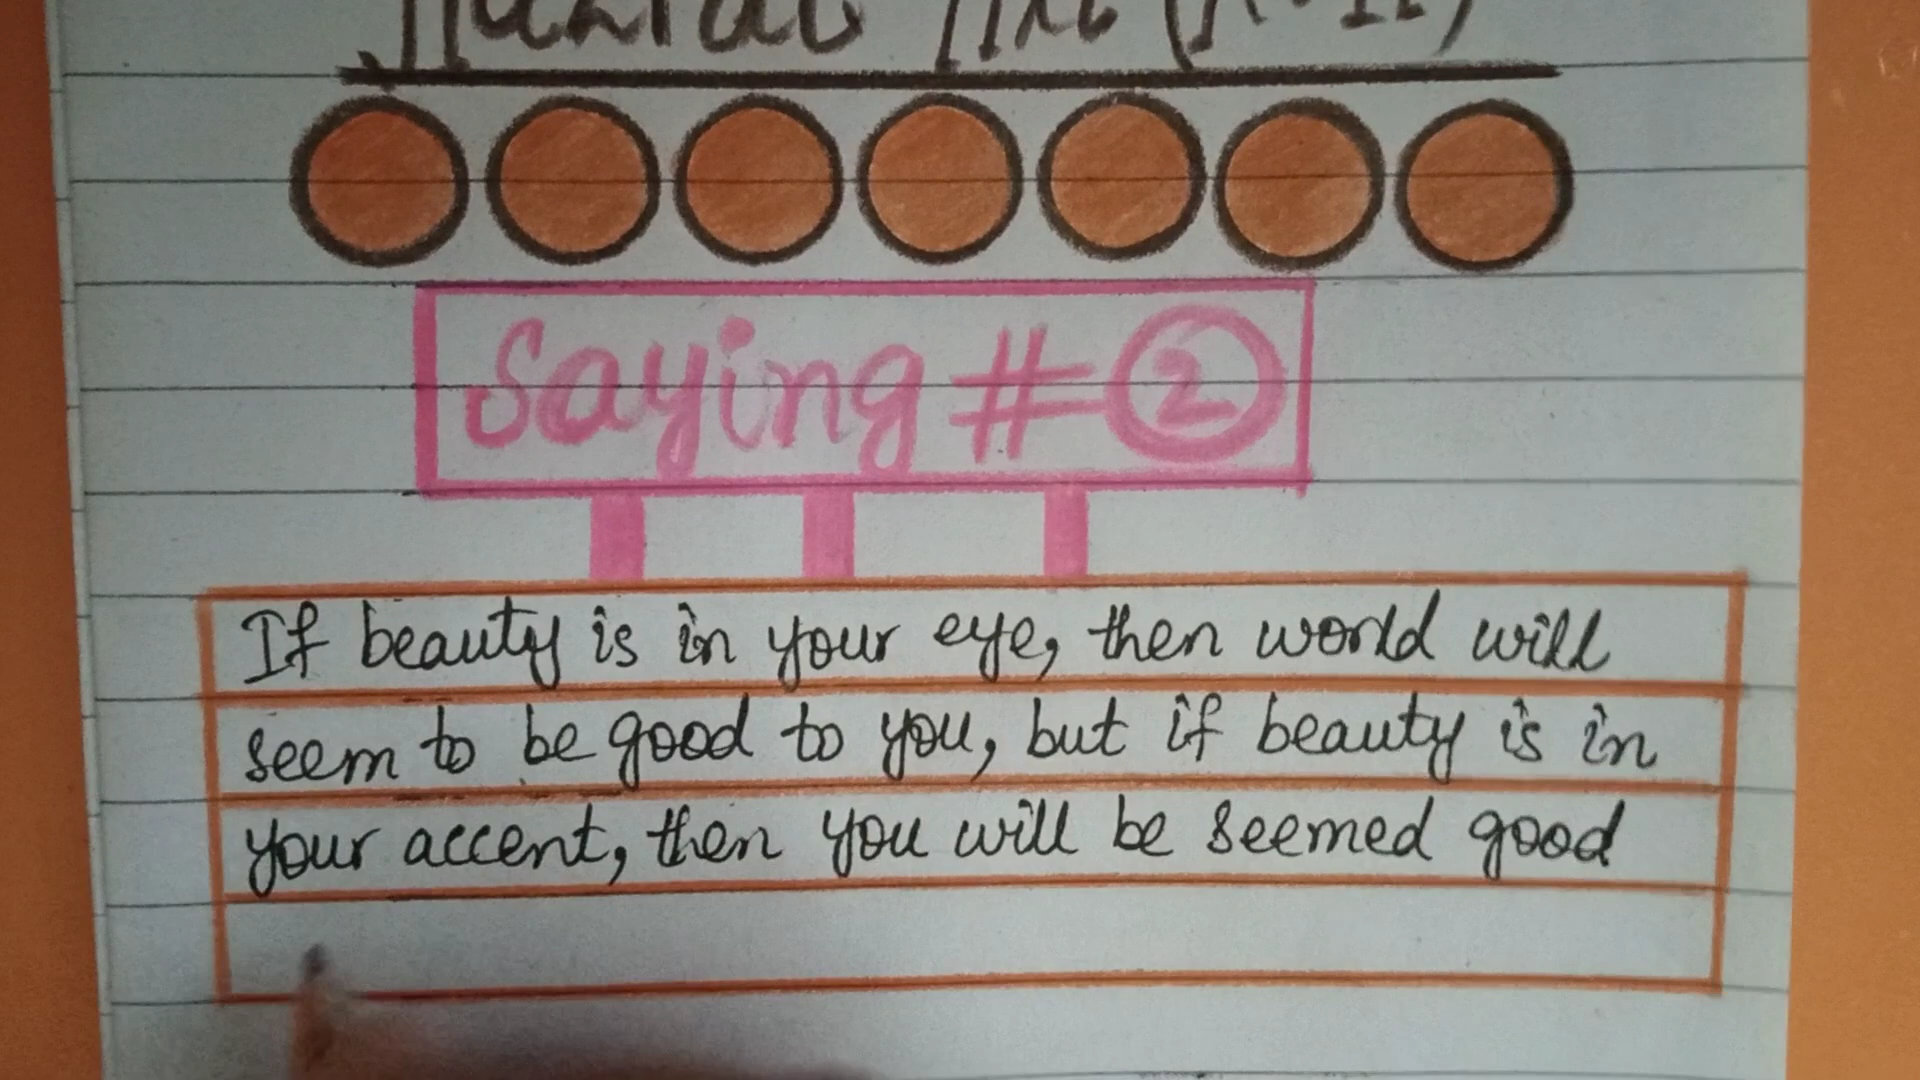 Saying # 2
If beauty is in your eye, then world will
seem to be good to you, but if beauty is in
your accent, then you will be seemed good